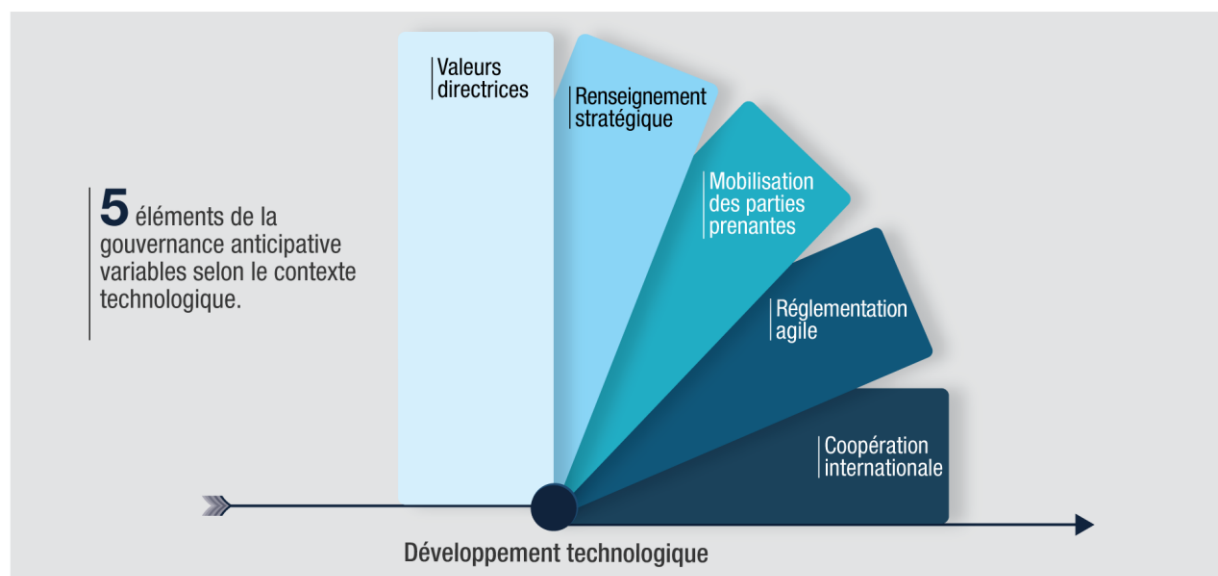 5 éléments de la
gouvernance anticipative
variables selon le contexte
technologique.
Valeurs
directrices
Renseignement
stratégique
Mobilisation
des parties
prenantes
Réglementation
agile
Coopération
internationale
Développement technologique